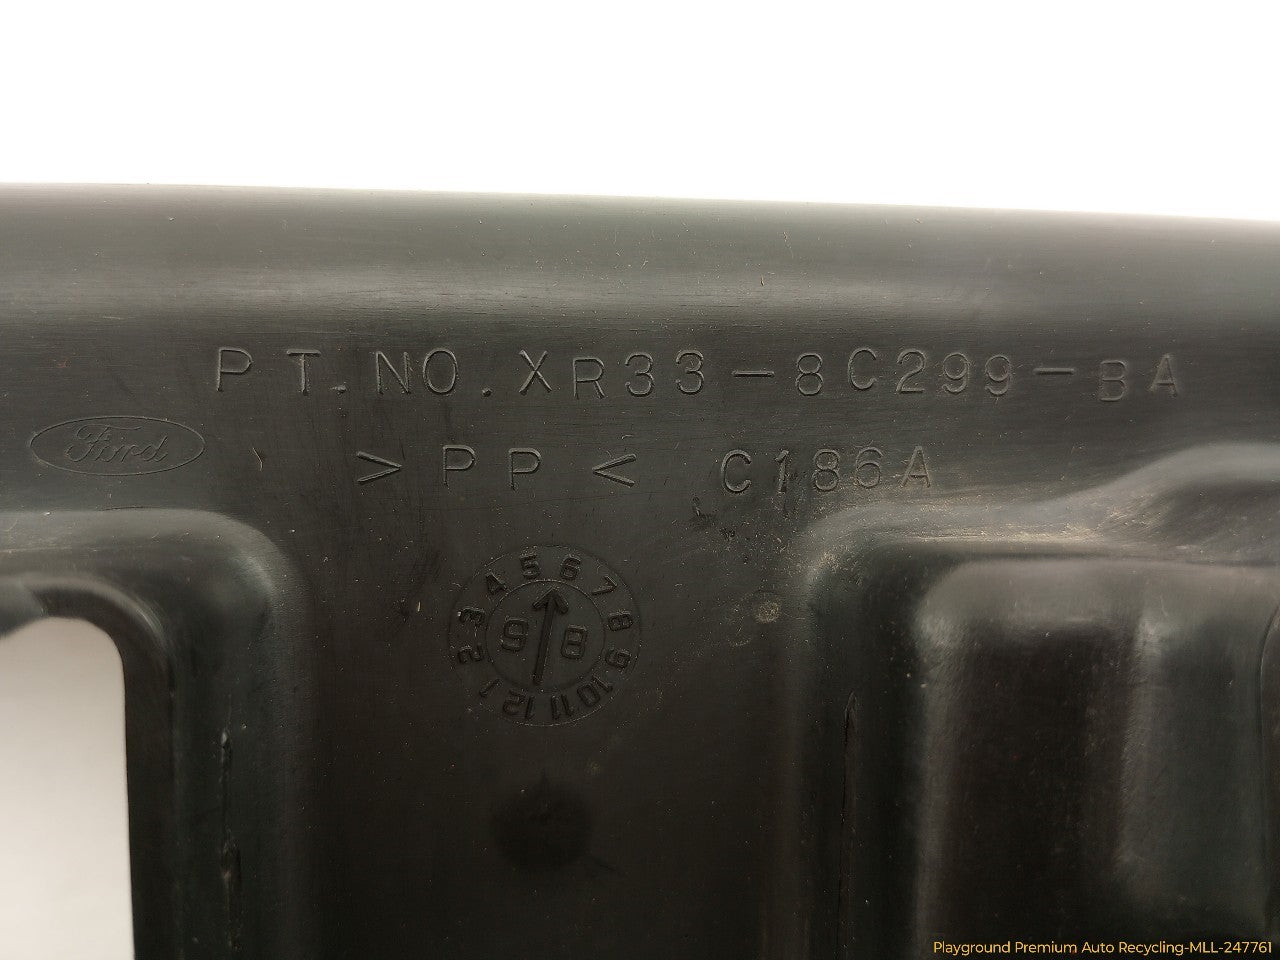 PT.NO.XR33-8C299-BA
Ford
>PP< C186A
1 2 3 4 5 6 7 8 9 10 11 12
98
Playground Premium Auto Recycling-MLL-247761